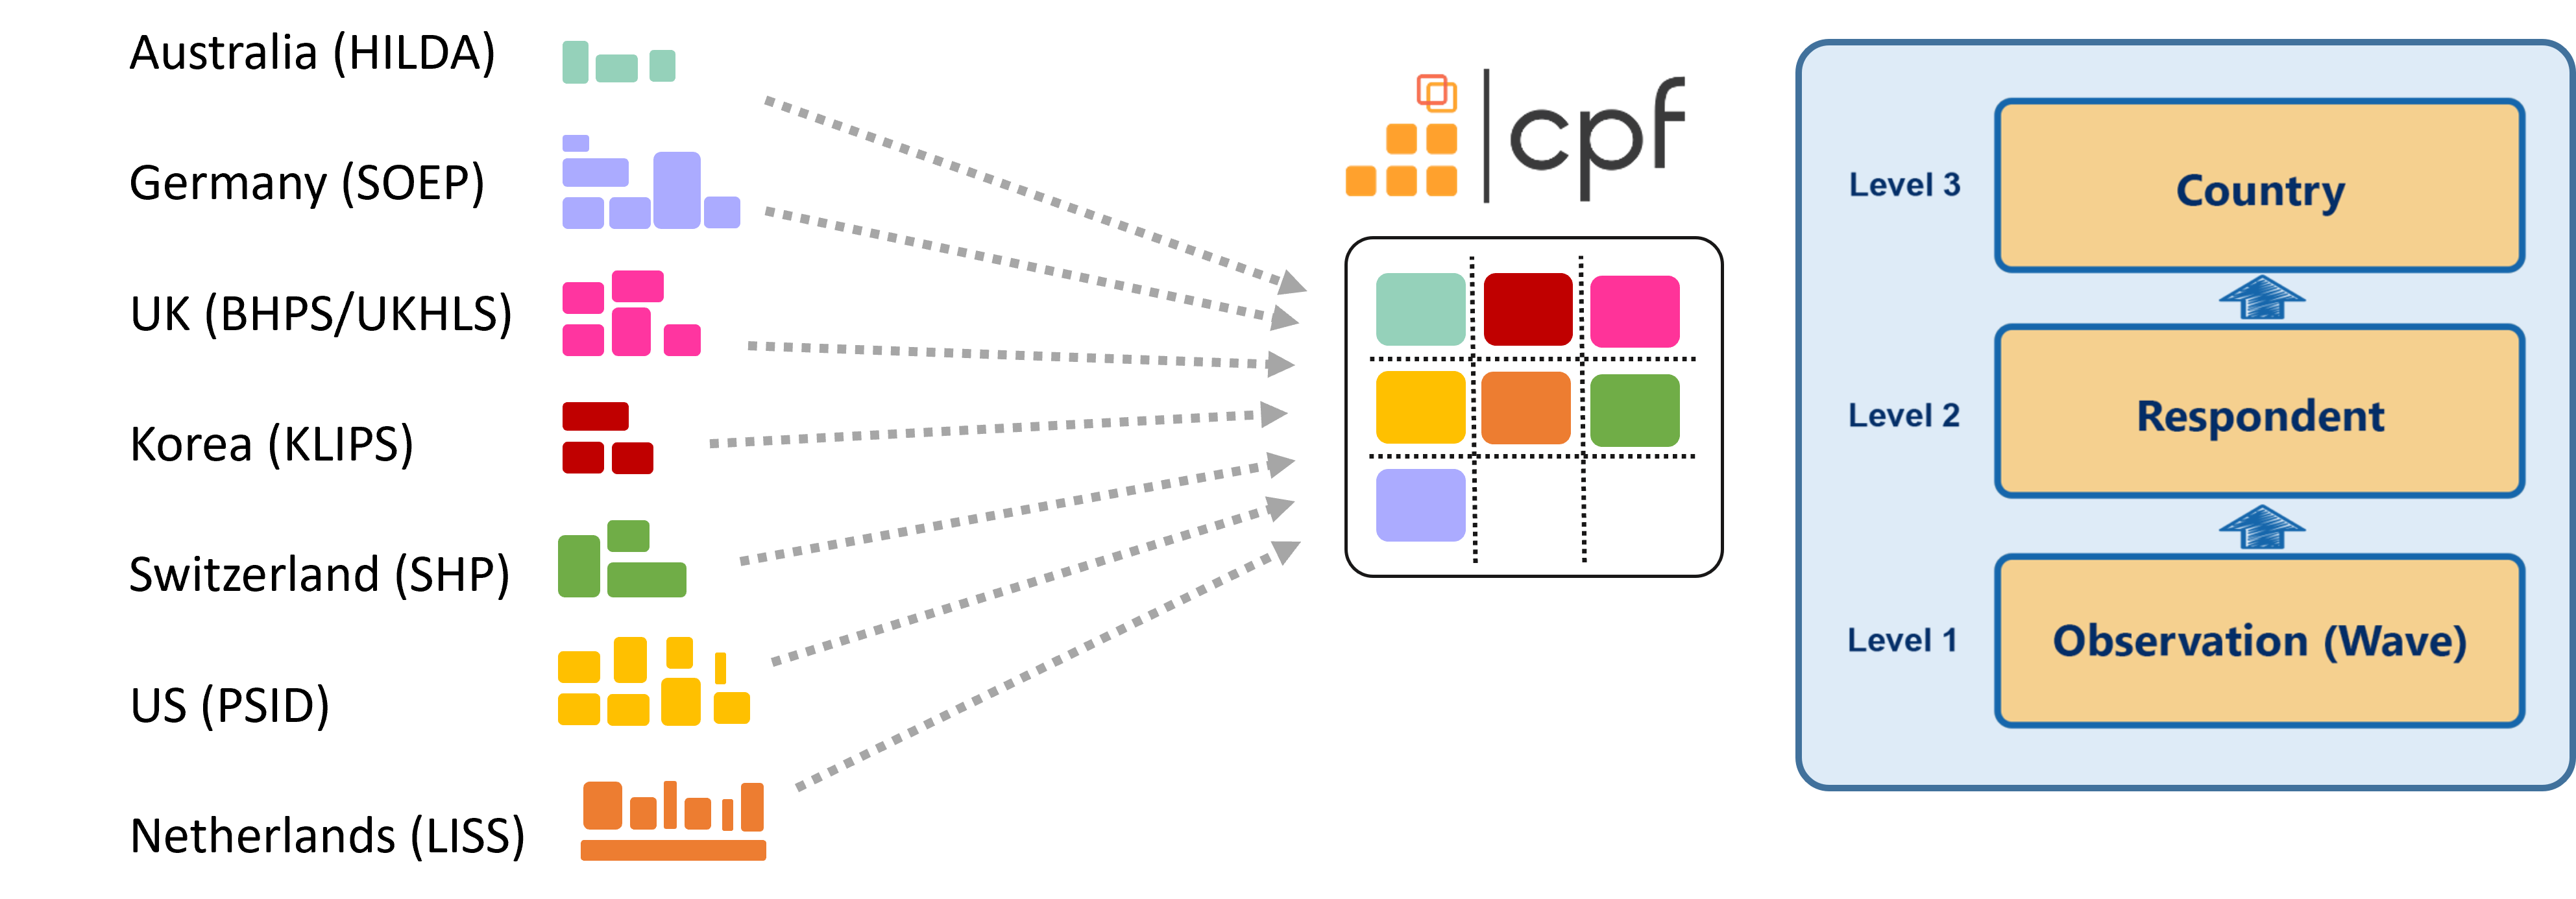 Australia (HILDA)
Germany (SOEP)
UK (BHPS/UKHLS)
Korea (KLIPS)
Switzerland (SHP)
US (PSID)
Netherlands (LISS)
cpf
Level 3
Country
Level 2
Respondent
Level 1
Observation (Wave)